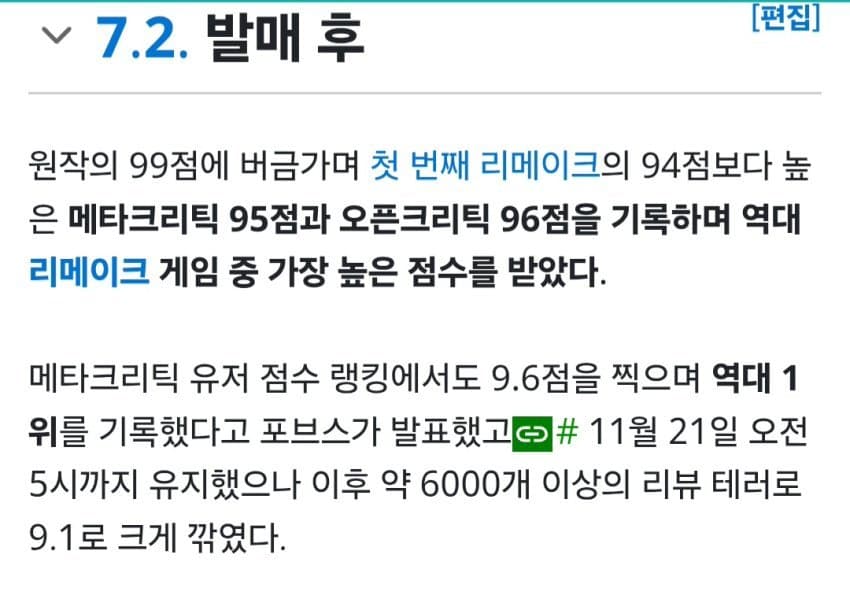 [편집]
7.2. 발매 후
원작의 99점에 버금가며 첫 번째 리메이크의 94점보다 높
은 메타크리틱 95점과 오픈크리틱 96점을 기록하며 역대
리메이크 게임 중 가장 높은 점수를 받았다.
메타크리틱 유저 점수 랭킹에서도 9.6점을 찍으며 역대 1
위를 기록했다고 포브스가 발표했고# 11월 21일 오전
5시까지 유지했으나 이후 약 6000개 이상의 리뷰 테러로
9.1로 크게 깎였다.